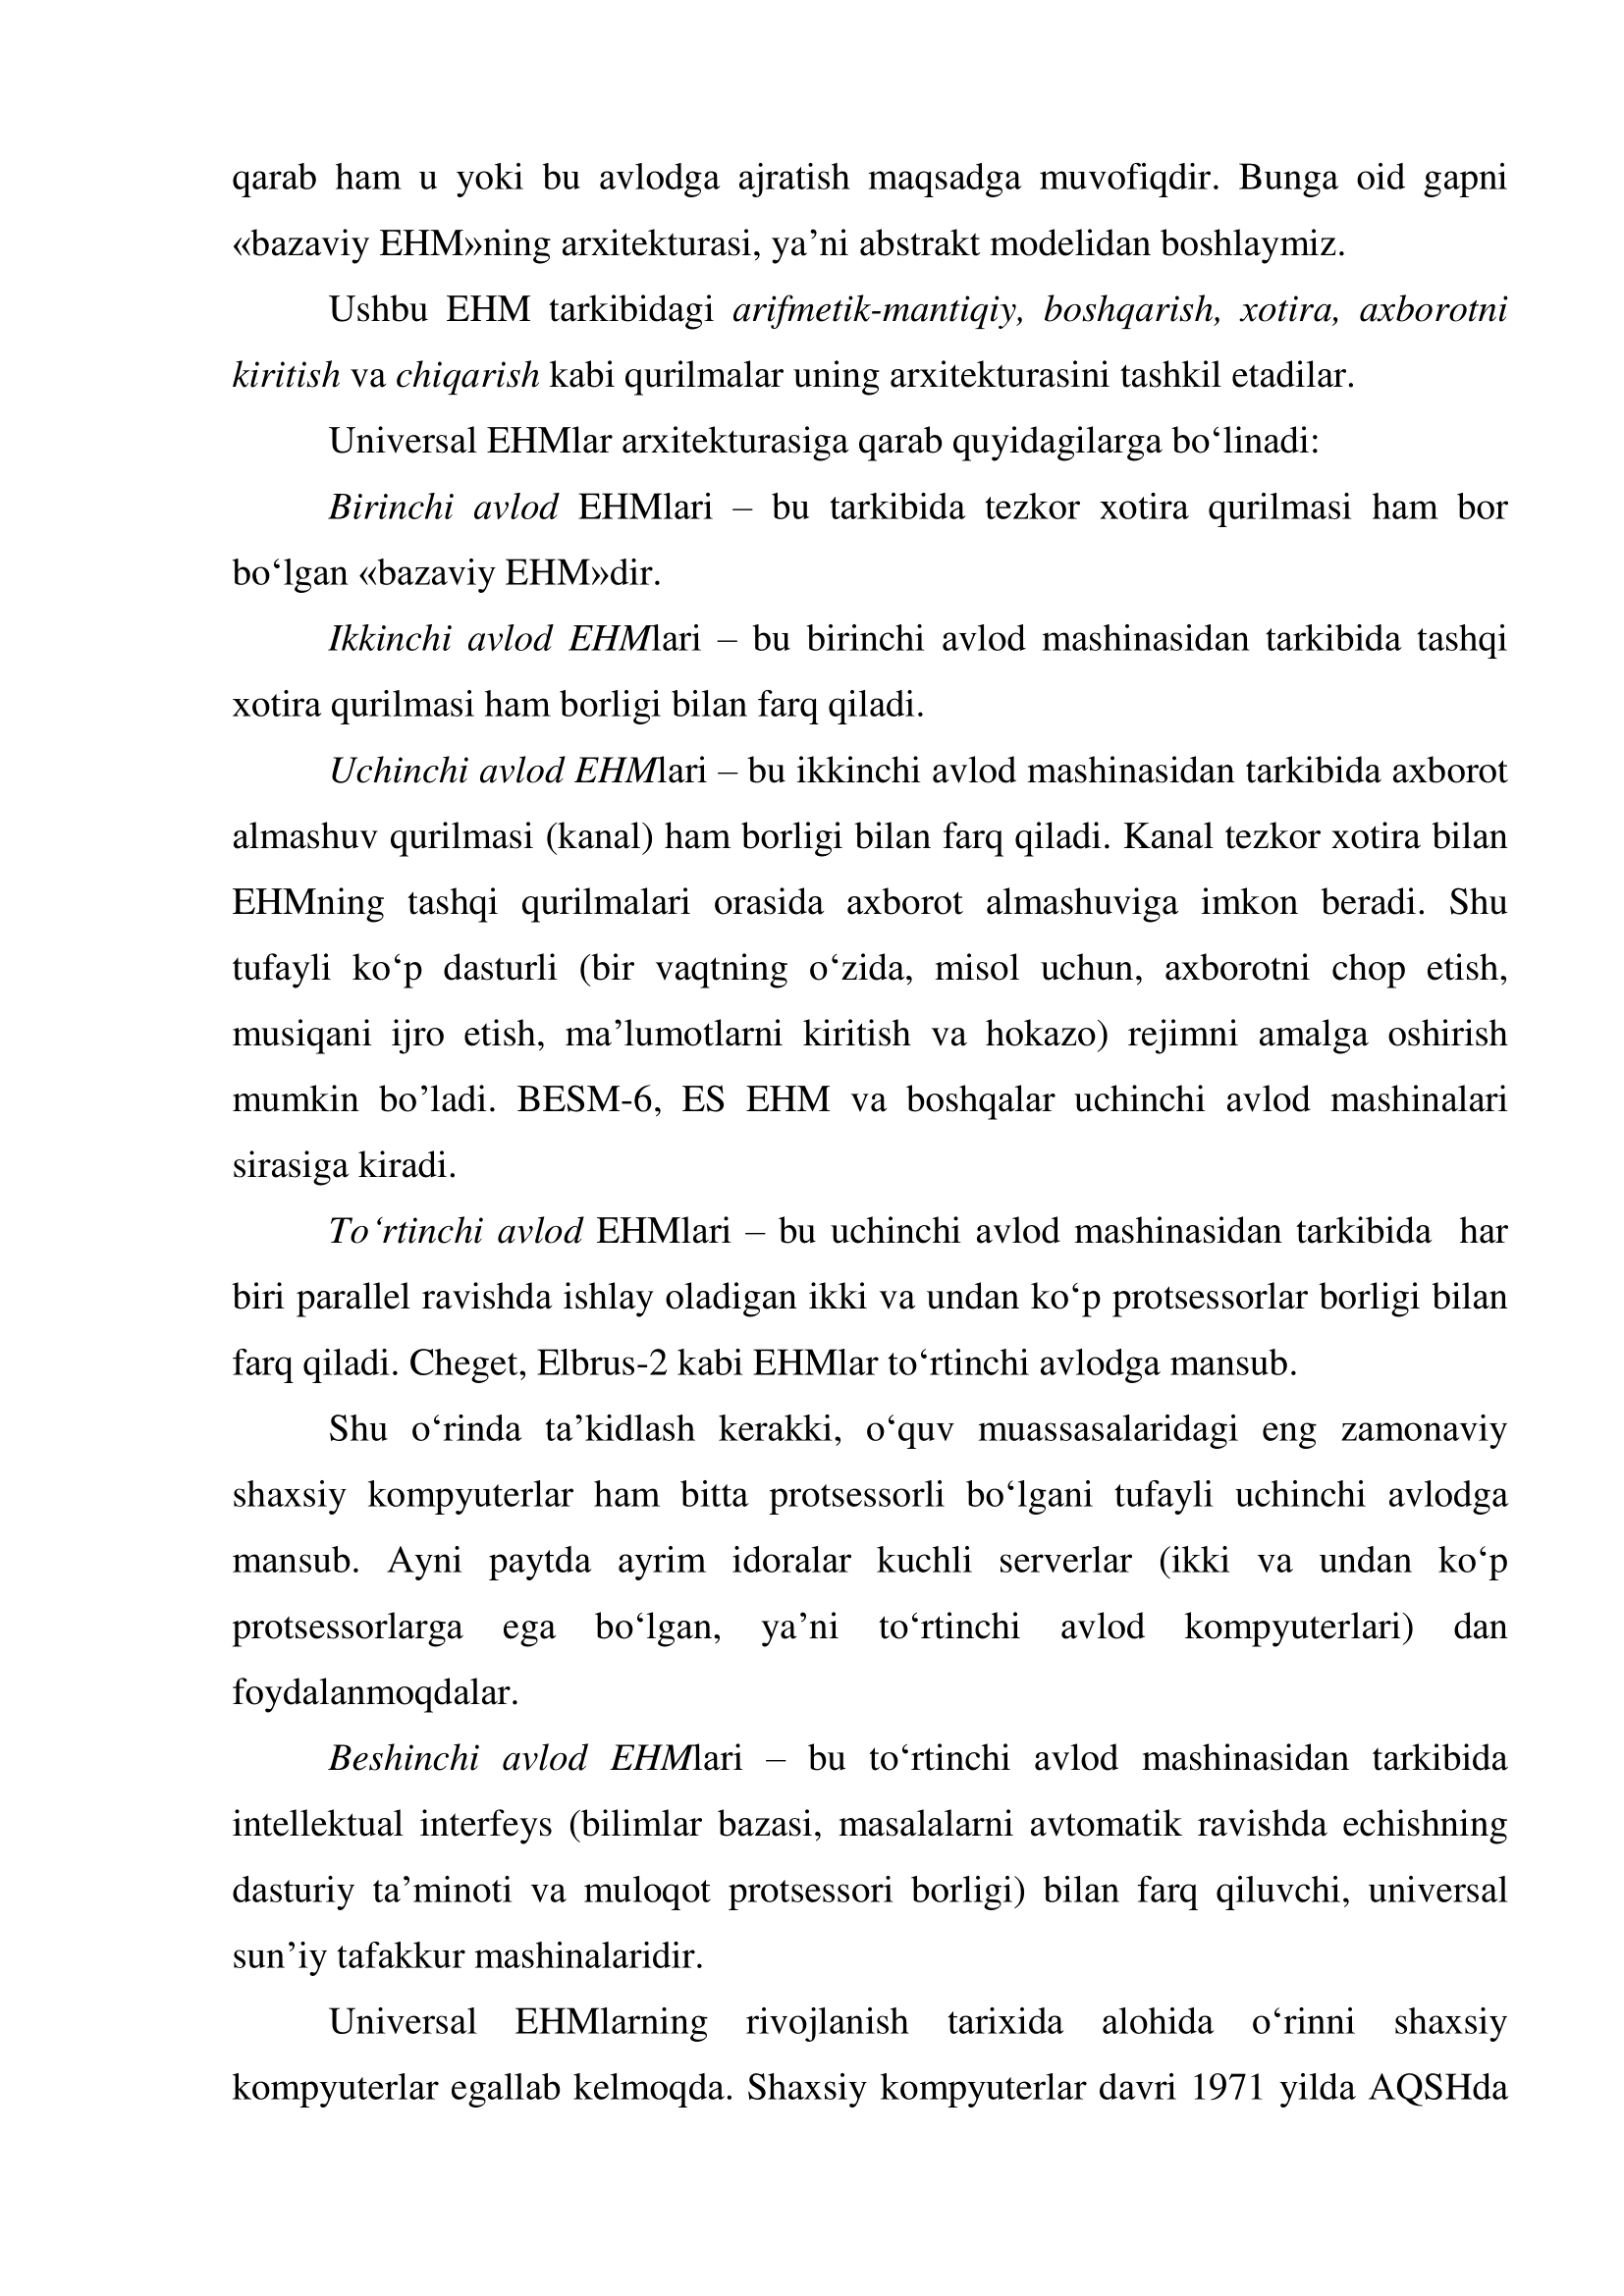 qarab ham u yoki bu avlodga ajratish maqsadga muvofiqdir. Bunga oid gapni
«bazaviy EHM»ning arxitekturasi, ya’ni abstrakt modelidan boshlaymiz.
Ushbu EHM tarkibidagi arifmetik-mantiqiy, boshqarish, xotira, axborotni
kiritish va chiqarish kabi qurilmalar uning arxitekturasini tashkil etadilar.
Universal EHMlar arxitekturasiga qarab quyidagilarga bo‘linadi:
Birinchi avlod EHMlari – bu tarkibida tezkor xotira qurilmasi ham bor
bo‘lgan «bazaviy EHM»dir.
Ikkinchi avlod EHMlari – bu birinchi avlod mashinasidan tarkibida tashqi
xotira qurilmasi ham borligi bilan farq qiladi.
Uchinchi avlod EHMlari – bu ikkinchi avlod mashinasidan tarkibida axborot
almashuv qurilmasi (kanal) ham borligi bilan farq qiladi. Kanal tezkor xotira bilan
EHMning tashqi qurilmalari orasida axborot almashuviga imkon beradi. Shu
tufayli ko‘p dasturli (bir vaqtning o‘zida, misol uchun, axborotni chop etish,
musiqani ijro etish, ma’lumotlarni kiritish va hokazo) rejimni amalga oshirish
mumkin bo’ladi. BESM-6, ES EHM va boshqalar uchinchi avlod mashinalari
sirasiga kiradi.
To‘rtinchi avlod EHMlari – bu uchinchi avlod mashinasidan tarkibida  har
biri parallel ravishda ishlay oladigan ikki va undan ko‘p protsessorlar borligi bilan
farq qiladi. Cheget, Elbrus-2 kabi EHMlar to‘rtinchi avlodga mansub.
Shu o‘rinda ta’kidlash kerakki, o‘quv muassasalaridagi eng zamonaviy
shaxsiy kompyuterlar ham bitta protsessorli bo‘lgani tufayli uchinchi avlodga
mansub. Ayni paytda ayrim idoralar kuchli serverlar (ikki va undan ko‘p
protsessorlarga ega bo‘lgan, ya’ni to‘rtinchi avlod kompyuterlari) dan
foydalanmoqdalar.
Beshinchi avlod EHMlari – bu to‘rtinchi avlod mashinasidan tarkibida
intellektual interfeys (bilimlar bazasi, masalalarni avtomatik ravishda echishning
dasturiy ta’minoti va muloqot protsessori borligi) bilan farq qiluvchi, universal
sun’iy tafakkur mashinalaridir.
Universal EHMlarning rivojlanish tarixida alohida o‘rinni shaxsiy
kompyuterlar egallab kelmoqda. Shaxsiy kompyuterlar davri 1971 yilda AQSHda